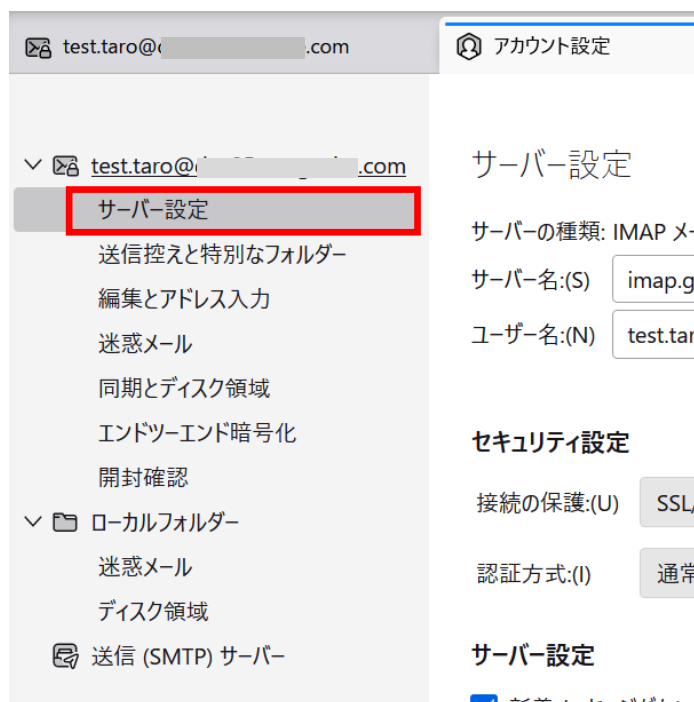 test.taro@ .com
アカウント設定
test.taro@ .com
サーバー設定
送信控えと特別なフォルダー
編集とアドレス入力
迷惑メール
同期とディスク領域
エンドツーエンド暗号化
開封確認
ローカルフォルダー
迷惑メール
ディスク領域
送信 (SMTP) サーバー
サーバー設定
サーバーの種類: IMAP メー
サーバー名:(S) imap.g
ユーザー名:(N) test.tar
セキュリティ設定
接続の保護:(U) SSL/
認証方式:(I) 通常
サーバー設定